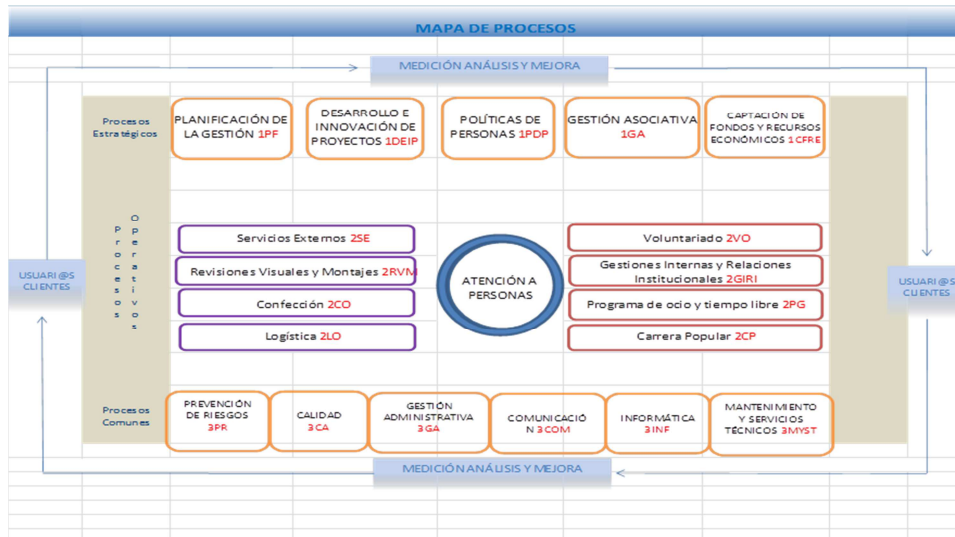 MAPA DE PROCESOS
MEDICIÓN ANÁLISIS Y MEJORA
Procesos
Estratégicos
PLANIFICACIÓN DE
LA GESTIÓN 1PF
DESARROLLO E
INNOVACIÓN DE
PROYECTOS 1DEIP
POLÍTICAS DE
PERSONAS 1PDP
GESTIÓN ASOCIATIVA
1GA
CAPTACIÓN DE
FONDOS Y RECURSOS
ECONÓMICOS 1CFRE
Procesos
Operativos
Servicios Externos 2SE
Revisiones Visuales y Montajes 2RVM
Confección 2CO
Logística 2LO
ATENCIÓN A
PERSONAS
Voluntariado 2VO
Gestiones Internas y Relaciones
Institucionales 2GIRI
Programa de ocio y tiempo libre 2PG
Carrera Popular 2CP
USUARI@S
CLIENTES
USUARI@S
CLIENTES
Procesos
Comunes
PREVENCIÓN
DE RIESGOS
3PR
CALIDAD
3CA
GESTIÓN
ADMINISTRATIVA
3GA
COMUNICACIÓ
N 3COM
INFORMÁTICA
3INF
MANTENIMIENTO
Y SERVICIOS
TÉCNICOS 3MYST
MEDICIÓN ANÁLISIS Y MEJORA